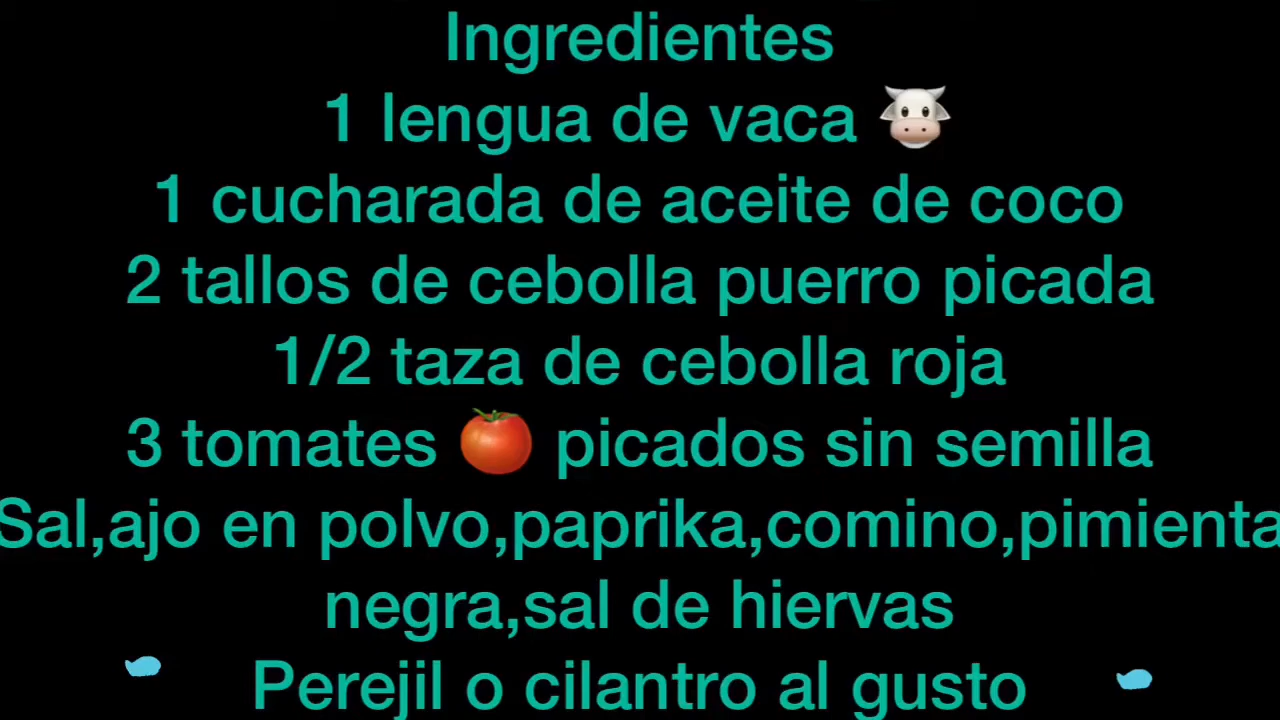 Ingredientes
1 lengua de vaca 🐮
1 cucharada de aceite de coco
2 tallos de cebolla puerro picada
1/2 taza de cebolla roja
3 tomates 🍅 picados sin semilla
Sal,ajo en polvo,paprika,comino,pimienta
negra,sal de hiervas
Perejil o cilantro al gusto